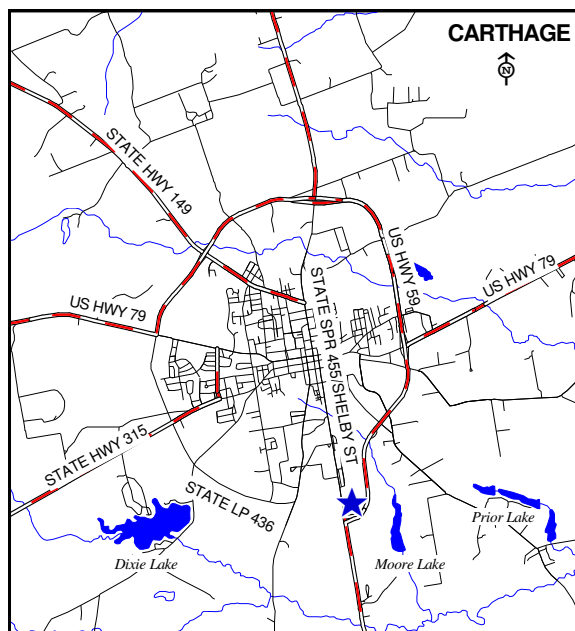 CARTHAGE
N
STATE HWY 149
US HWY 59
US HWY 79
US HWY 79
STATE SPR 455/SHELBY ST
STATE HWY 315
STATE LP 436
Prior Lake
Dixie Lake
Moore Lake